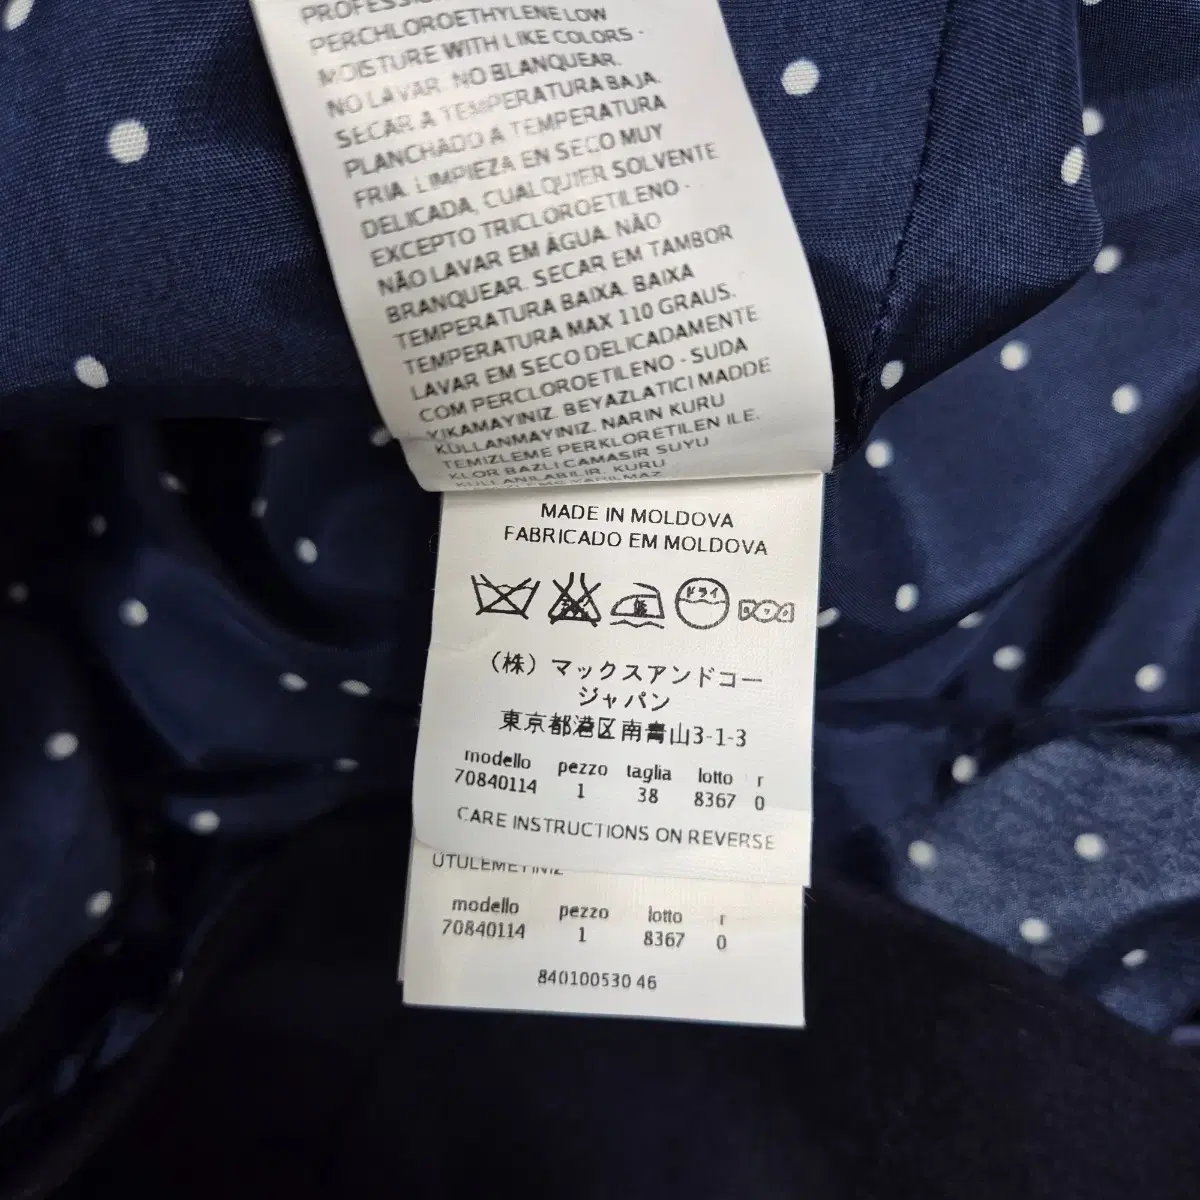 PROFESSIO
PERCHLOROETHYLENE LOW
MOISTURE WITH LIKE COLORS -
NO LAVAR. NO BLANQUEAR.
SECAR A TEMPERATURA BAJA.
PLANCHADO A TEMPERATURA
FRIA. LIMPIEZA EN SECO MUY
DELICADA, CUALQUIER SOLVENTE
EXCEPTO TRICLOROETILENO -
NÃO LAVAR EM ÁGUA. NÃO
BRANQUEAR. SECAR EM TAMBOR
TEMPERATURA BAIXA. BAIXA
TEMPERATURA MAX 110 GRAUS.
LAVAR EM SECO DELICADAMENTE
COM PERCLOROETILENO - SUDA
YIKAMAYINIZ. BEYAZLATICI MADDE
KULLANMAYINIZ. NARIN KURU
TEMIZLEME PERKLORETILEN ILE.
KLOR BAZLI CAMASIR SUYU
KULLANILABILIR. KURU
MADE IN MOLDOVA
FABRICADO EM MOLDOVA
ドライ
(株) マックスアンドコー
ジャパン
東京都港区南青山3-1-3
modello pezzo taglia lotto r
70840114 1 38 8367 0
CARE INSTRUCTIONS ON REVERSE
UTULEMEYINIZ
modello pezzo lotto r
70840114 1 8367 0
840100530 46